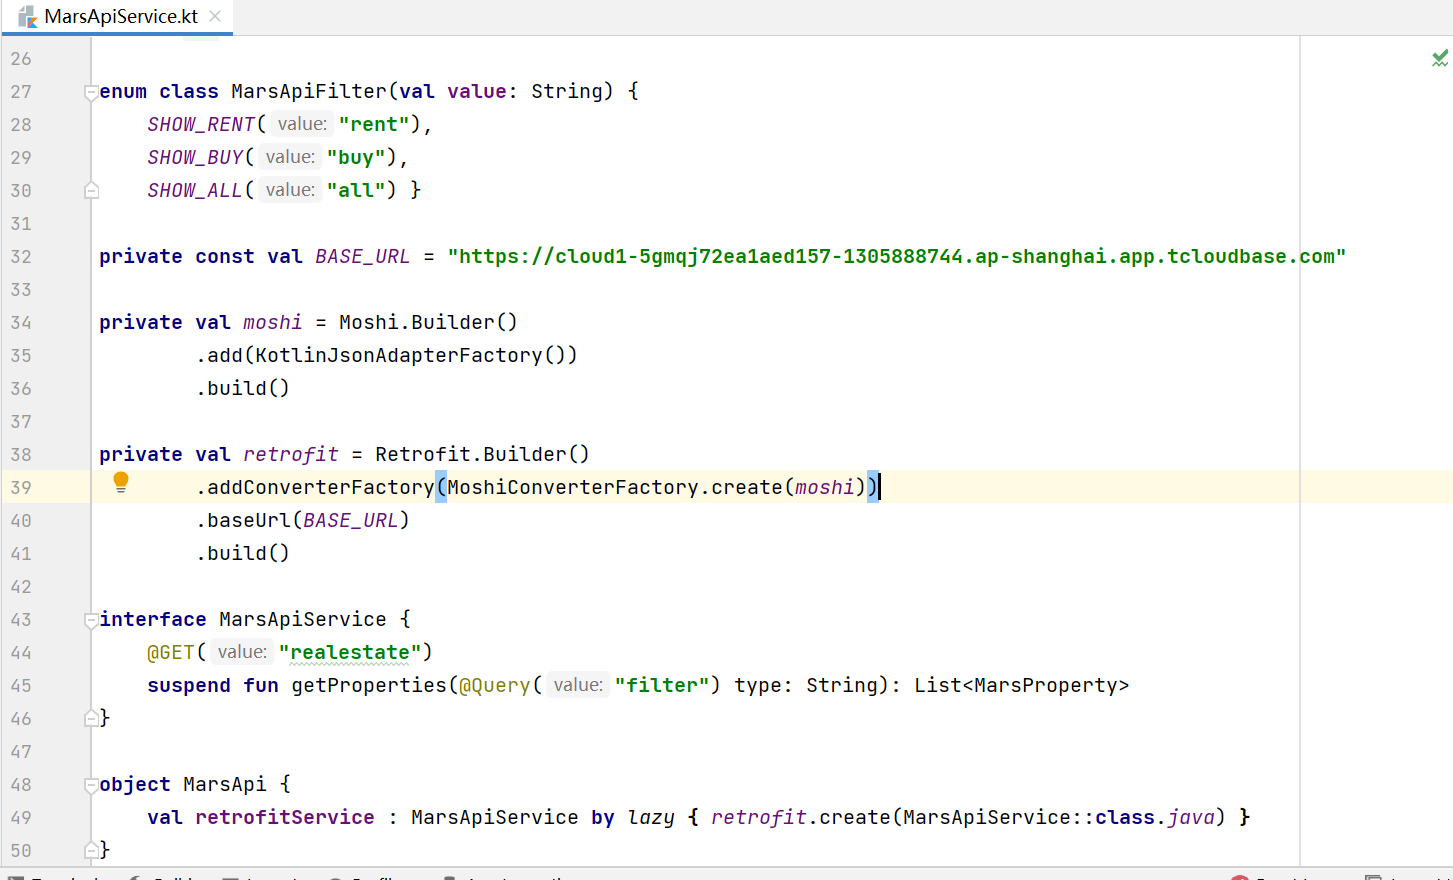 MarsApiService.kt
26
27 enum class MarsApiFilter(val value: String) {
28 SHOW_RENT( value: "rent"),
29 SHOW_BUY( value: "buy"),
30 SHOW_ALL( value: "all") }
31
32 private const val BASE_URL = "https://cloud1-5gmqj72ea1aed157-1305888744.ap-shanghai.app.tcloudbase.com"
33
34 private val moshi = Moshi.Builder()
35 .add(KotlinJsonAdapterFactory())
36 .build()
37
38 private val retrofit = Retrofit.Builder()
39 .addConverterFactory(MoshiConverterFactory.create(moshi))
40 .baseUrl(BASE_URL)
41 .build()
42
43 interface MarsApiService {
44 @GET( value: "realestate")
45 suspend fun getProperties(@Query( value: "filter") type: String): List<MarsProperty>
46 }
47
48 object MarsApi {
49 val retrofitService : MarsApiService by lazy { retrofit.create(MarsApiService::class.java) }
50 }